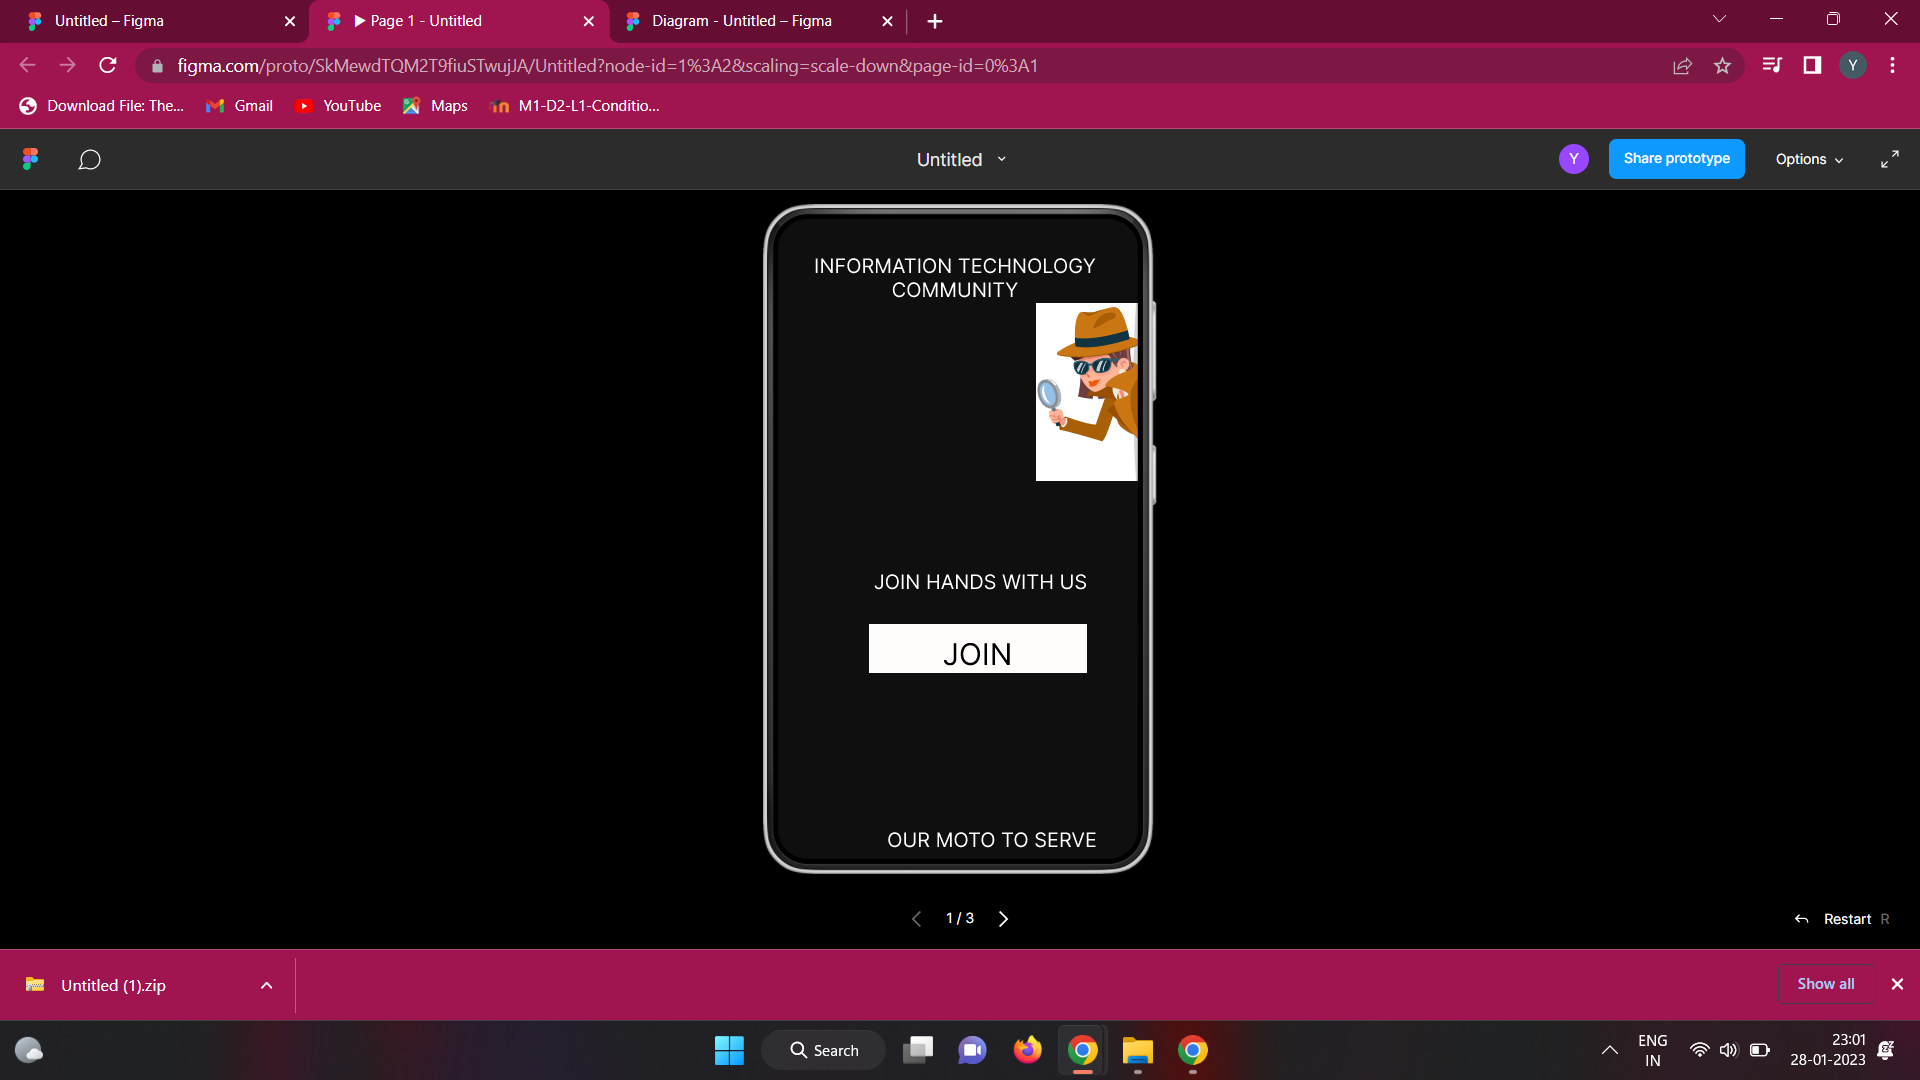 Untitled – Figma
▶ Page 1 - Untitled
Diagram - Untitled – Figma
figma.com/proto/SkMewdTQM2T9fiuSTwujJA/Untitled?node-id=1%3A2&scaling=scale-down&page-id=0%3A1
Y
Download File: The...
Gmail
YouTube
Maps
M1-D2-L1-Conditio...
Untitled
Y
Share prototype
Options
INFORMATION TECHNOLOGY
COMMUNITY
JOIN HANDS WITH US
JOIN
OUR MOTO TO SERVE
1 / 3
Restart R
Untitled (1).zip
Show all
Search
ENG
IN
23:01
28-01-2023